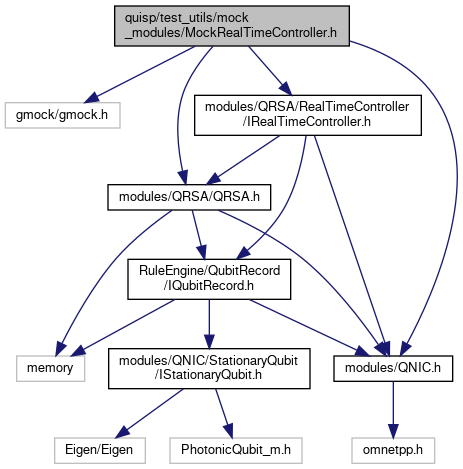 quisp/test_utils/mock
_modules/MockRealTimeController.h
gmock/gmock.h
modules/QRSA/RealTimeController
/IRealTimeController.h
modules/QRSA/QRSA.h
RuleEngine/QubitRecord
/IQubitRecord.h
memory
modules/QNIC/StationaryQubit
/IStationaryQubit.h
modules/QNIC.h
Eigen/Eigen
PhotonicQubit_m.h
omnetpp.h